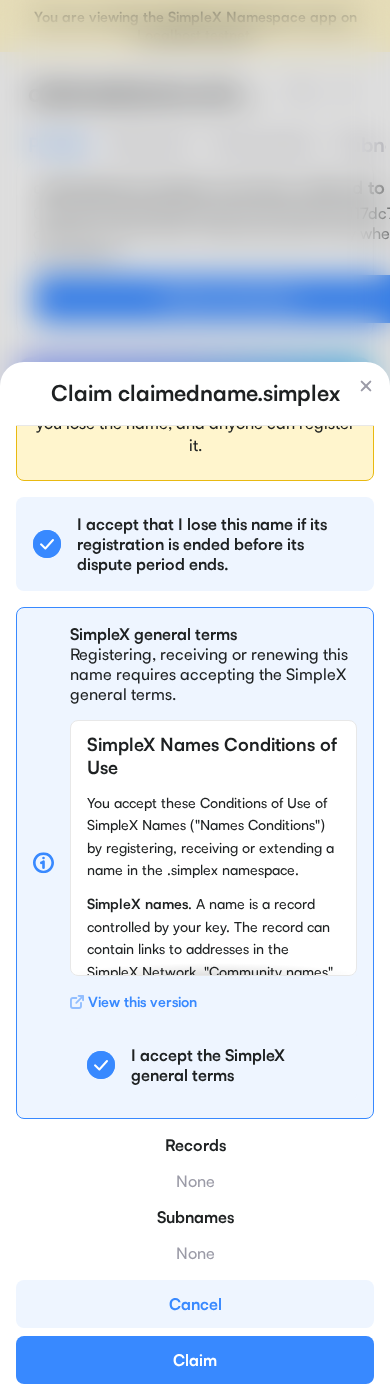 You are viewing the SimpleX Namespace app on
Claim claimedname.simplex
you lose the name, and anyone can register
it.
I accept that I lose this name if its
registration is ended before its
dispute period ends.
SimpleX general terms
Registering, receiving or renewing this
name requires accepting the SimpleX
general terms.
SimpleX Names Conditions of
Use
You accept these Conditions of Use of
SimpleX Names ("Names Conditions")
by registering, receiving or extending a
name in the .simplex namespace.
SimpleX names. A name is a record
controlled by your key. The record can
contain links to addresses in the
SimpleX Network. "Community names"
View this version
I accept the SimpleX
general terms
Records
None
Subnames
None
Cancel
Claim